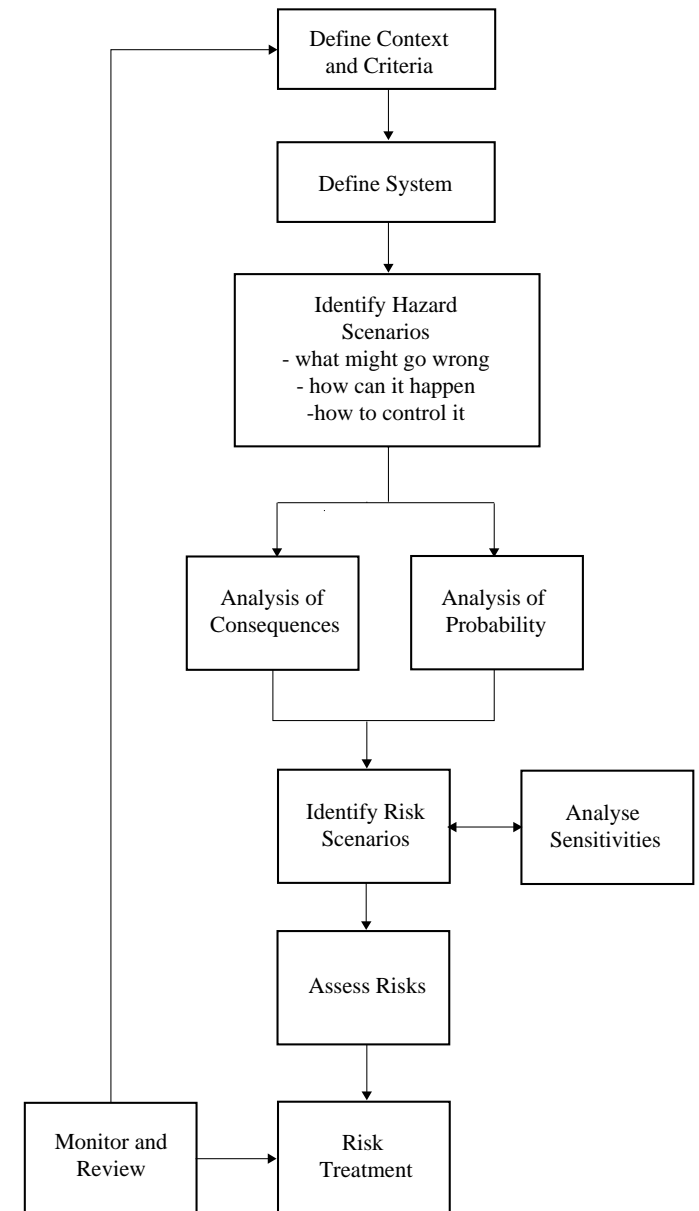 Define Context
and Criteria
Define System
Identify Hazard
Scenarios
- what might go wrong
- how can it happen
-how to control it
Analysis of
Consequences
Analysis of
Probability
Identify Risk
Scenarios
Analyse
Sensitivities
Assess Risks
Monitor and
Review
Risk
Treatment